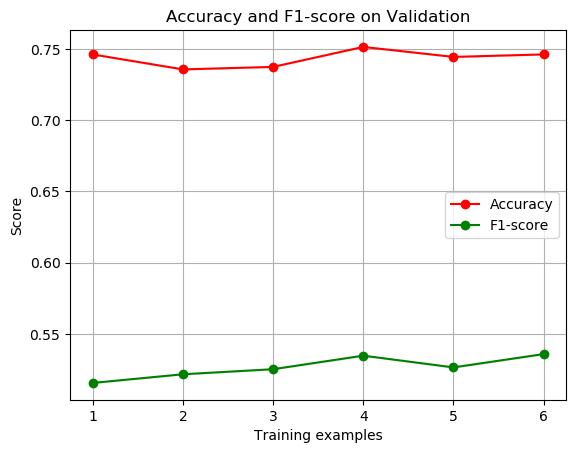 Accuracy and F1-score on Validation
Score
0.75
0.70
0.65
0.60
0.55
Accuracy
F1-score
1 2 3 4 5 6
Training examples